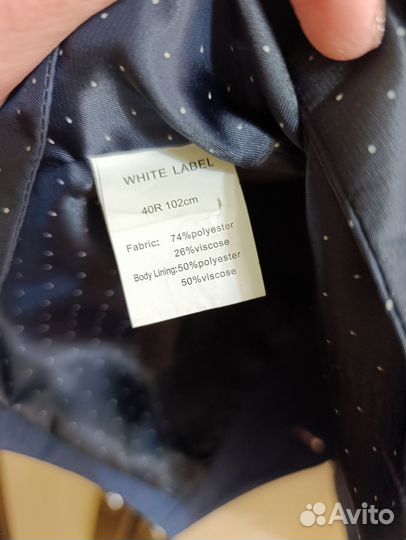 WHITE LABEL
40R 102cm
Fabric: 74%polyester
26%viscose
Body Lining:50%polyester
50%viscose
Avito